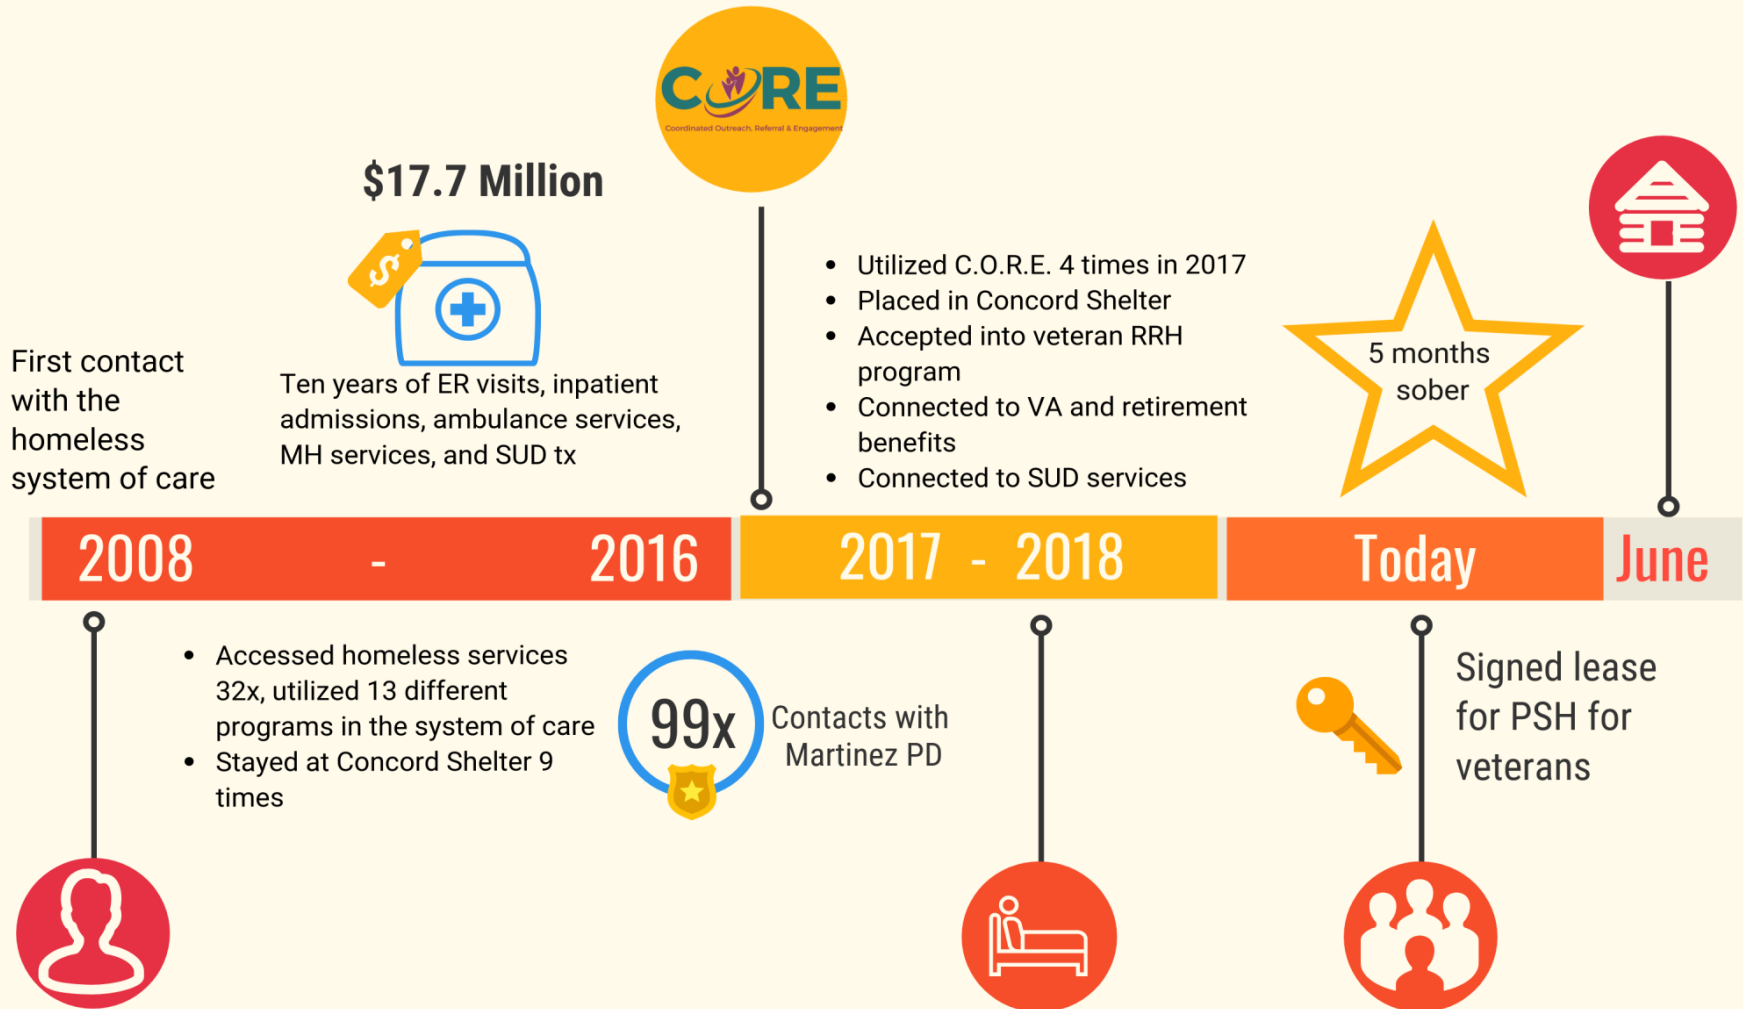 CORE
Coordinated Outreach, Referral & Engagement
$17.7 Million
$
Ten years of ER visits, inpatient
admissions, ambulance services,
MH services, and SUD tx
First contact
with the
homeless
system of care
• Utilized C.O.R.E. 4 times in 2017
• Placed in Concord Shelter
• Accepted into veteran RRH
program
• Connected to VA and retirement
benefits
• Connected to SUD services
5 months
sober
2008 - 2016
2017 - 2018
Today
June
• Accessed homeless services
32x, utilized 13 different
programs in the system of care
• Stayed at Concord Shelter 9
times
99x
Contacts with
Martinez PD
Signed lease
for PSH for
veterans